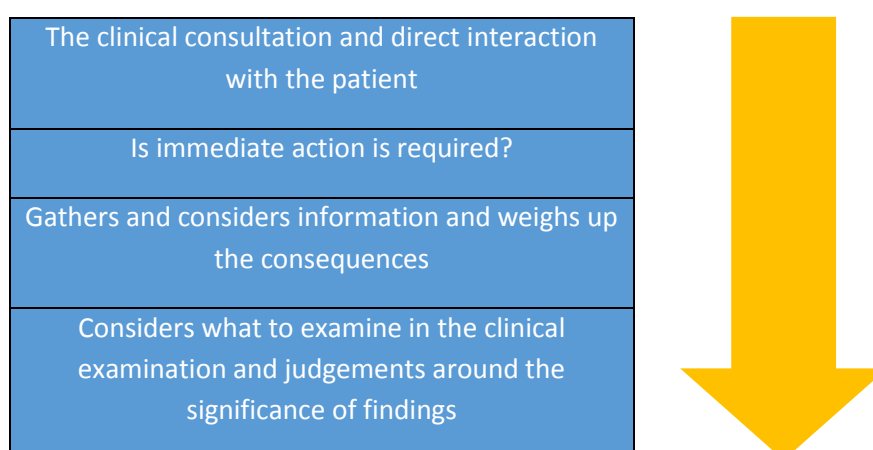 The clinical consultation and direct interaction
with the patient
Is immediate action is required?
Gathers and considers information and weighs up
the consequences
Considers what to examine in the clinical
examination and judgements around the
significance of findings